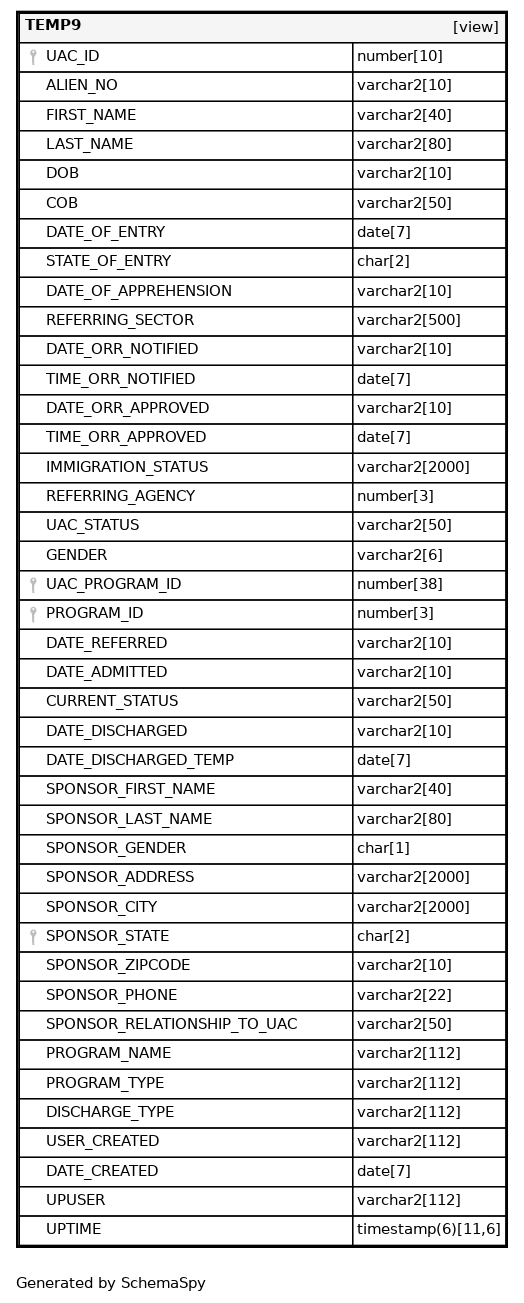 TEMP9 [view]
UAC_ID number[10]
ALIEN_NO varchar2[10]
FIRST_NAME varchar2[40]
LAST_NAME varchar2[80]
DOB varchar2[10]
COB varchar2[50]
DATE_OF_ENTRY date[7]
STATE_OF_ENTRY char[2]
DATE_OF_APPREHENSION varchar2[10]
REFERRING_SECTOR varchar2[500]
DATE_ORR_NOTIFIED varchar2[10]
TIME_ORR_NOTIFIED date[7]
DATE_ORR_APPROVED varchar2[10]
TIME_ORR_APPROVED date[7]
IMMIGRATION_STATUS varchar2[2000]
REFERRING_AGENCY number[3]
UAC_STATUS varchar2[50]
GENDER varchar2[6]
UAC_PROGRAM_ID number[38]
PROGRAM_ID number[3]
DATE_REFERRED varchar2[10]
DATE_ADMITTED varchar2[10]
CURRENT_STATUS varchar2[50]
DATE_DISCHARGED varchar2[10]
DATE_DISCHARGED_TEMP date[7]
SPONSOR_FIRST_NAME varchar2[40]
SPONSOR_LAST_NAME varchar2[80]
SPONSOR_GENDER char[1]
SPONSOR_ADDRESS varchar2[2000]
SPONSOR_CITY varchar2[2000]
SPONSOR_STATE char[2]
SPONSOR_ZIPCODE varchar2[10]
SPONSOR_PHONE varchar2[22]
SPONSOR_RELATIONSHIP_TO_UAC varchar2[50]
PROGRAM_NAME varchar2[112]
PROGRAM_TYPE varchar2[112]
DISCHARGE_TYPE varchar2[112]
USER_CREATED varchar2[112]
DATE_CREATED date[7]
UPUSER varchar2[112]
UPTIME timestamp(6)[11,6]
Generated by SchemaSpy